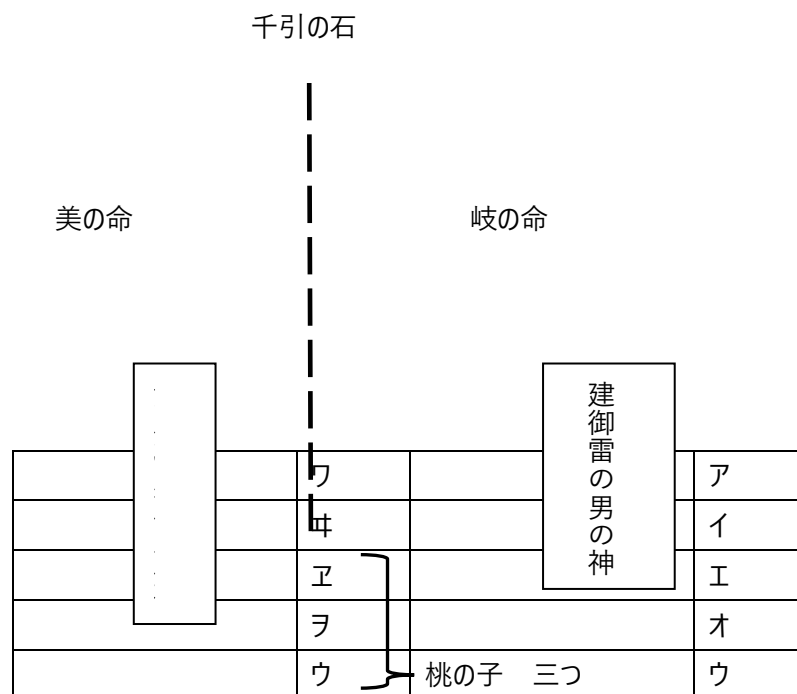 千引の石
美の命
岐の命
建御雷の男の神
ワ
ア
ヰ
イ
ヱ
エ
ヲ
オ
ウ
桃の子 三つ
ウ